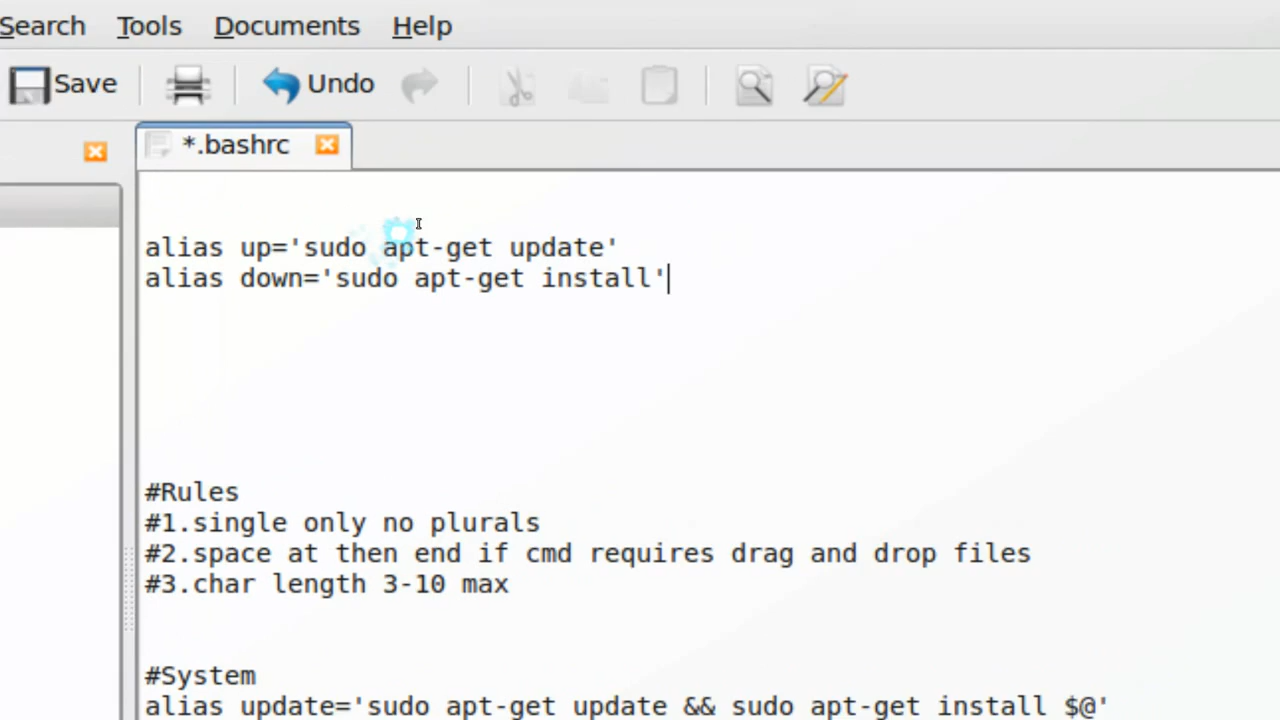 Search Tools Documents Help
Save Undo
*.bashrc
alias up='sudo apt-get update'
alias down='sudo apt-get install'
#Rules
#1.single only no plurals
#2.space at then end if cmd requires drag and drop files
#3.char length 3-10 max
#System
alias update='sudo apt-get update && sudo apt-get install $@'